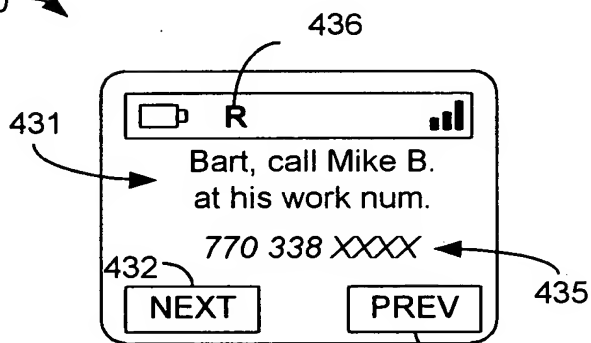 436
R
431
Bart, call Mike B.
at his work num.
770 338 XXXX
432
435
NEXT PREV